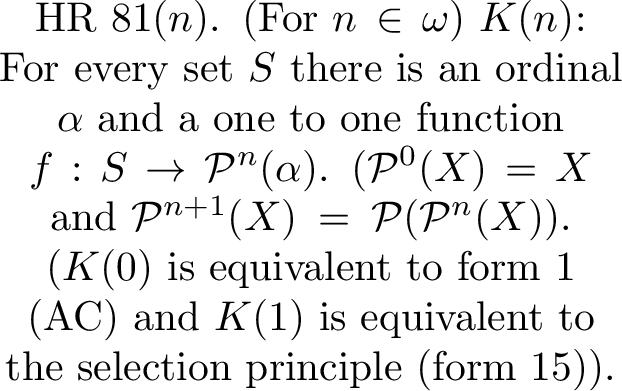 HR 81(n). (For n ∈ ω) K(n):
For every set S there is an ordinal
α and a one to one function
f : S → 𝒫ⁿ(α). (𝒫⁰(X) = X
and 𝒫ⁿ⁺¹(X) = 𝒫(𝒫ⁿ(X)).
(K(0) is equivalent to form 1
(AC) and K(1) is equivalent to
the selection principle (form 15)).